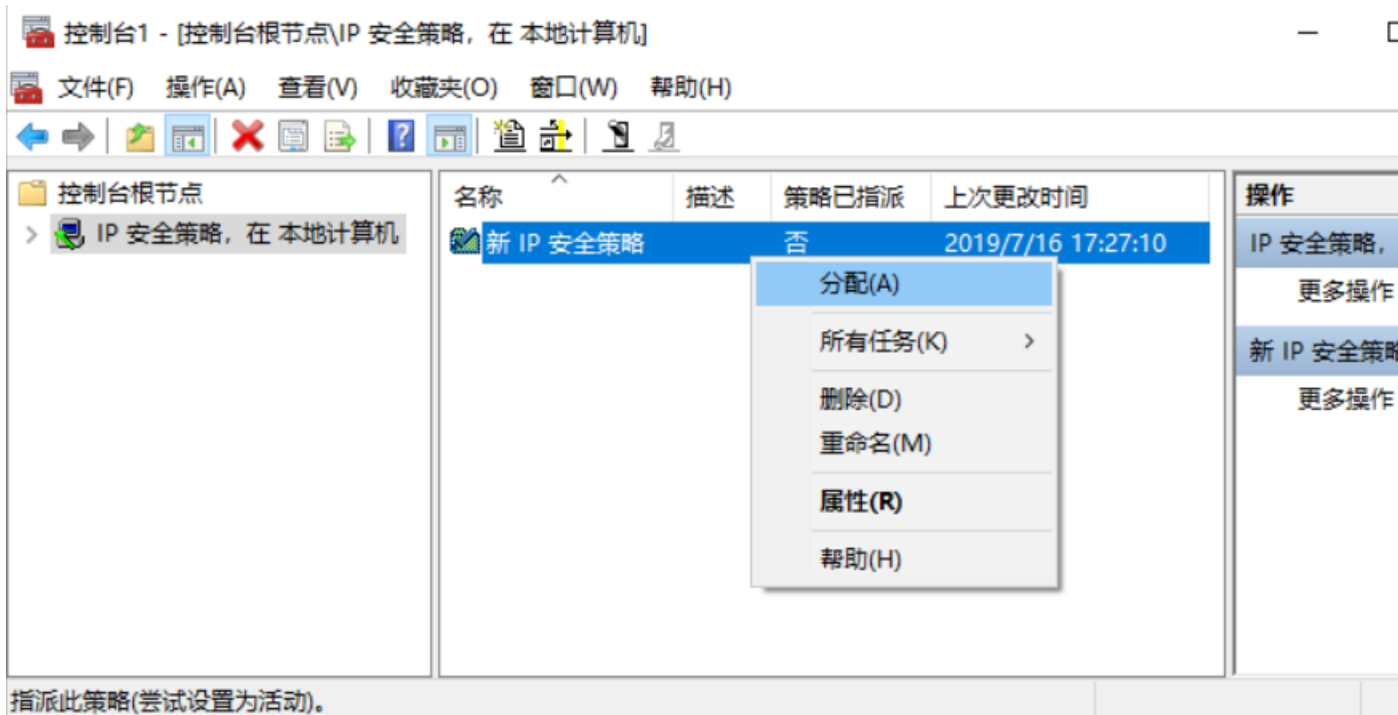 控制台1 - [控制台根节点\IP 安全策略，在 本地计算机]
文件(F) 操作(A) 查看(V) 收藏夹(O) 窗口(W) 帮助(H)
控制台根节点
IP 安全策略，在 本地计算机
名称 描述 策略已指派 上次更改时间
新 IP 安全策略 否 2019/7/16 17:27:10
分配(A)
所有任务(K)
删除(D)
重命名(M)
属性(R)
帮助(H)
操作
IP 安全策略，
更多操作
新 IP 安全策略
更多操作
指派此策略(尝试设置为活动)。